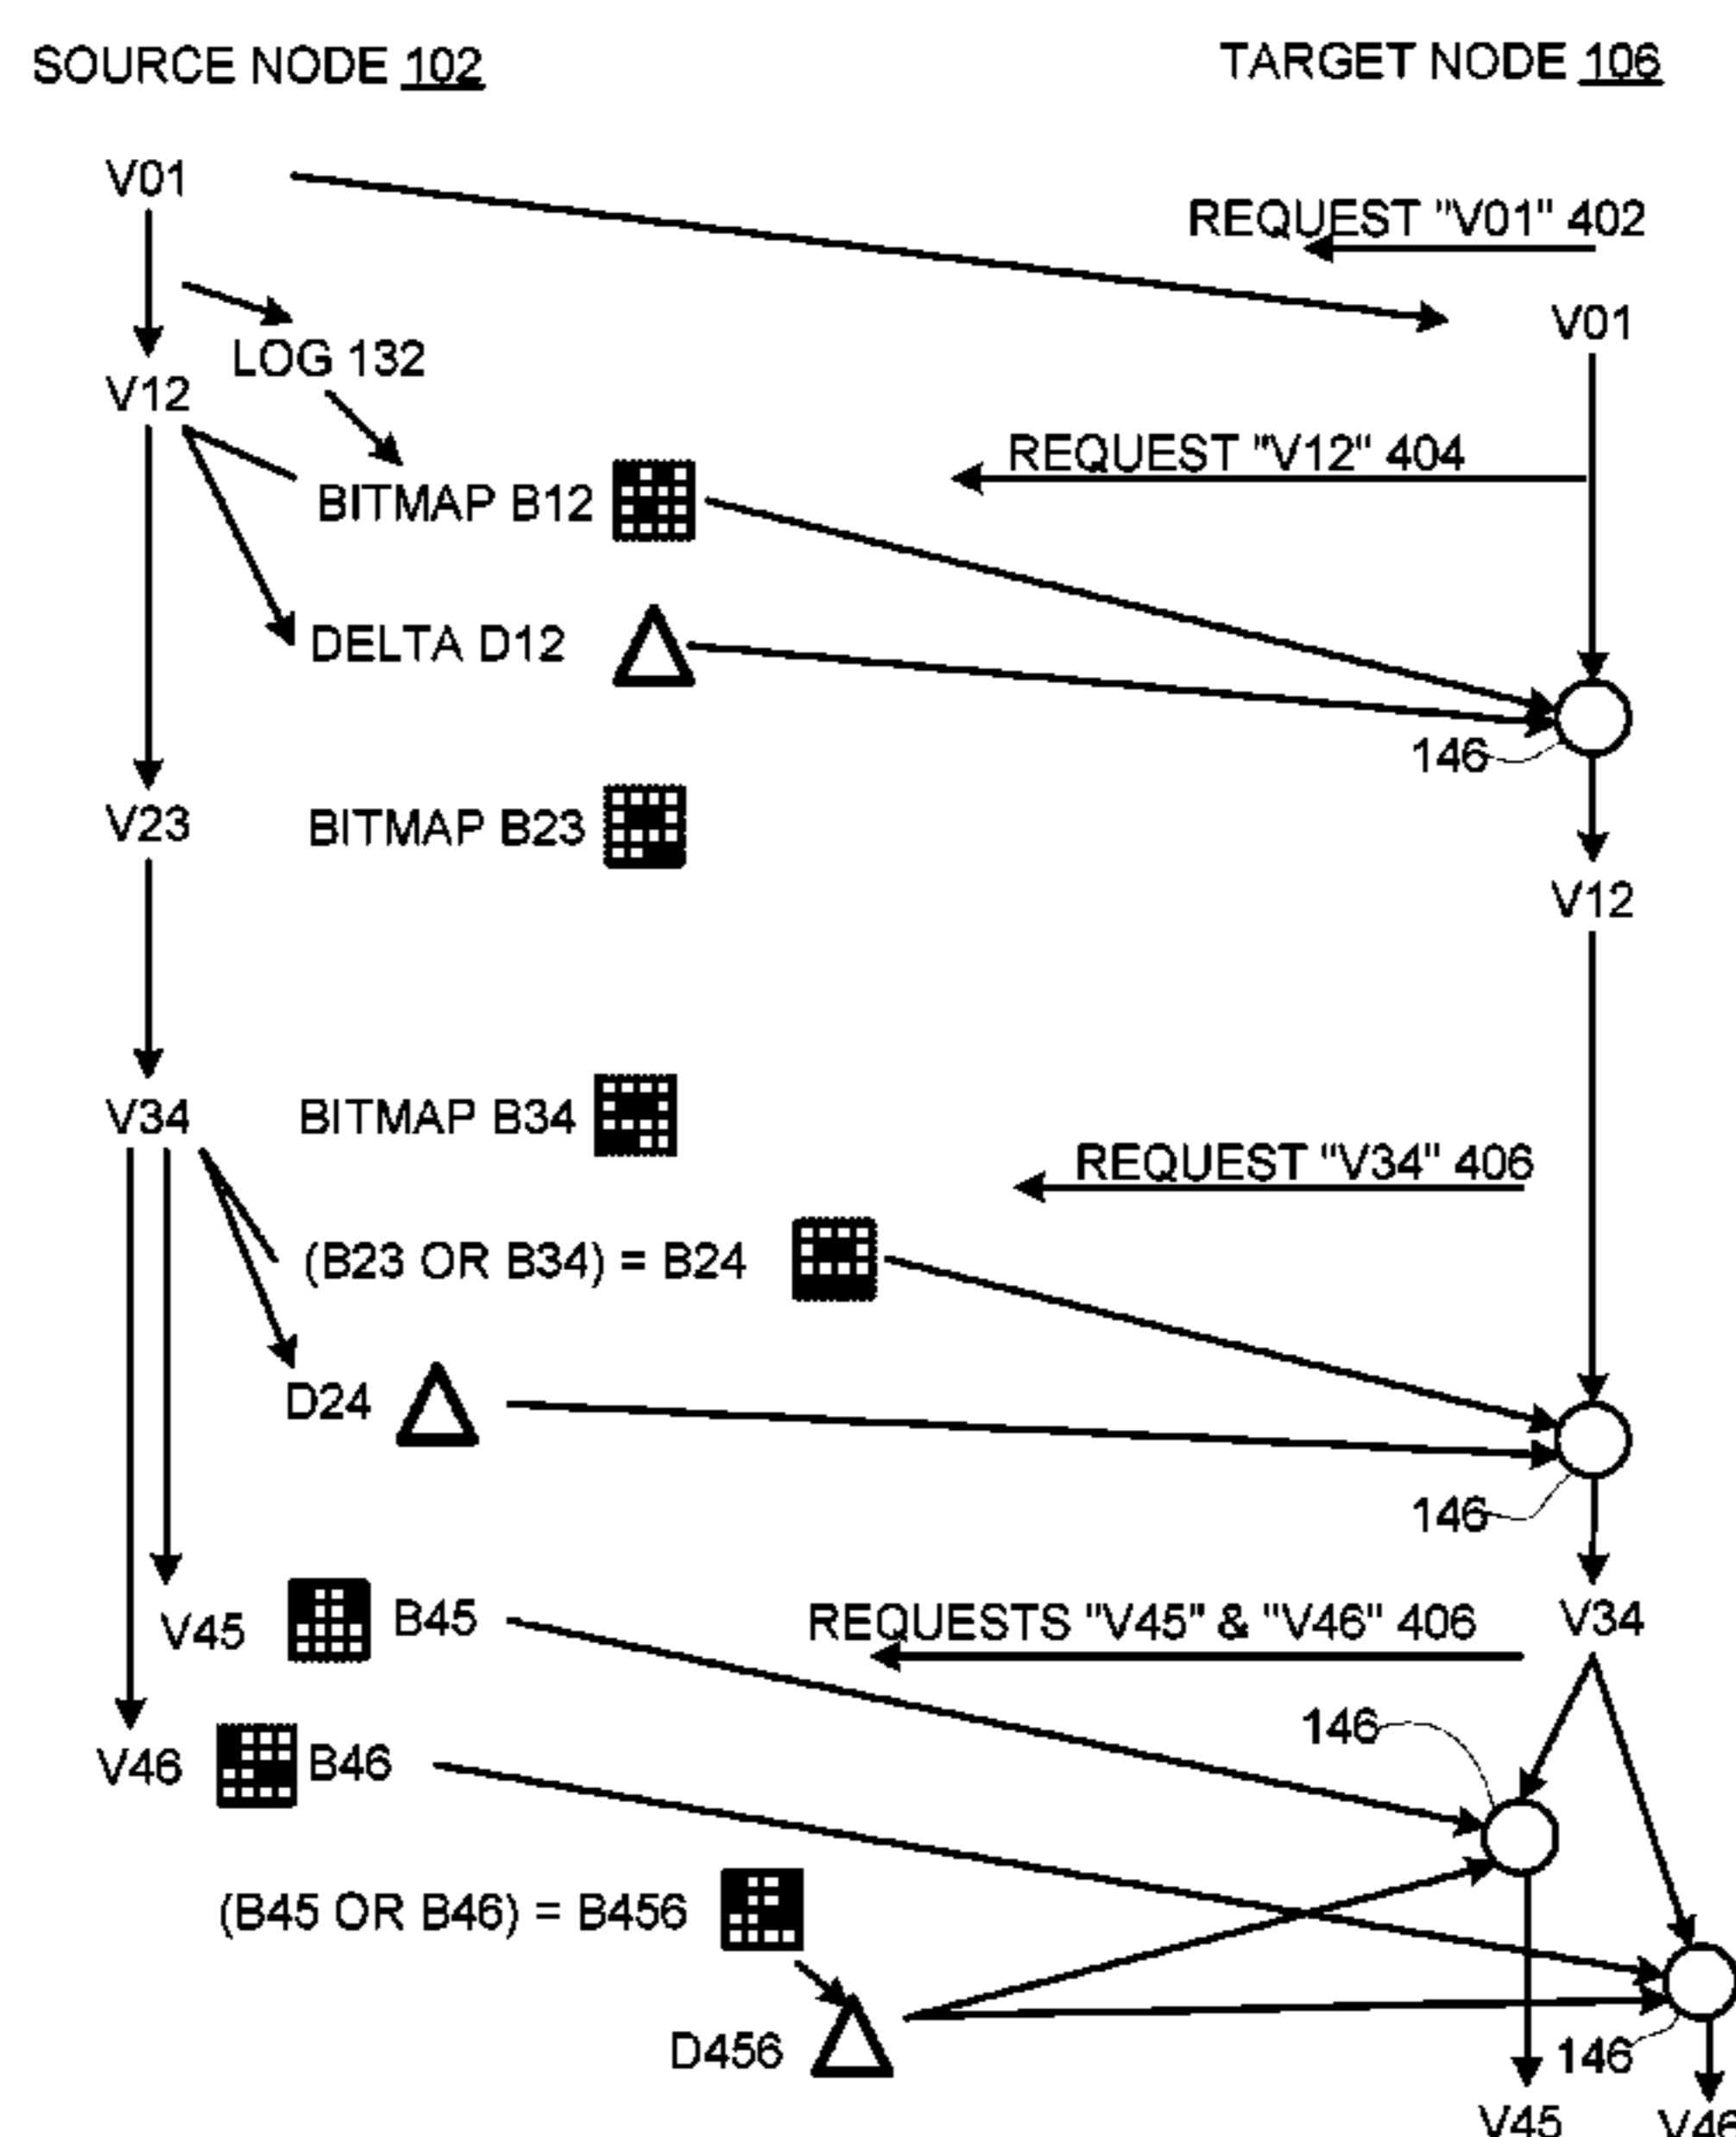 SOURCE NODE 102
TARGET NODE 106
V01
REQUEST "V01" 402
V01
LOG 132
V12
REQUEST "V12" 404
BITMAP B12
DELTA D12
146
V23
BITMAP B23
V12
V34
BITMAP B34
REQUEST "V34" 406
(B23 OR B34) = B24
D24
146
V45
B45
REQUESTS "V45" & "V46" 406
V34
146
V46
B46
(B45 OR B46) = B456
D456
146
V45
V46